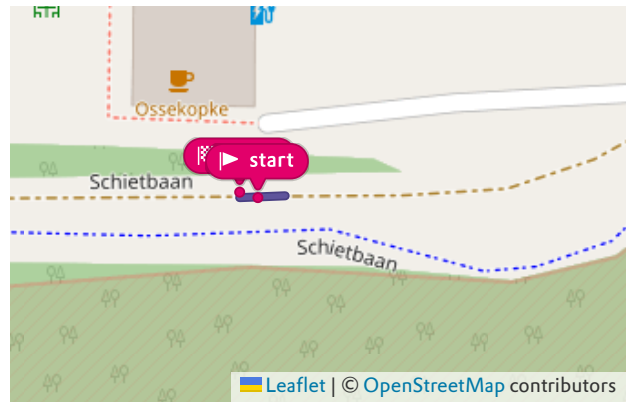 Ossekopke
start
Schietbaan
Schietbaan
Leaflet | © OpenStreetMap contributors